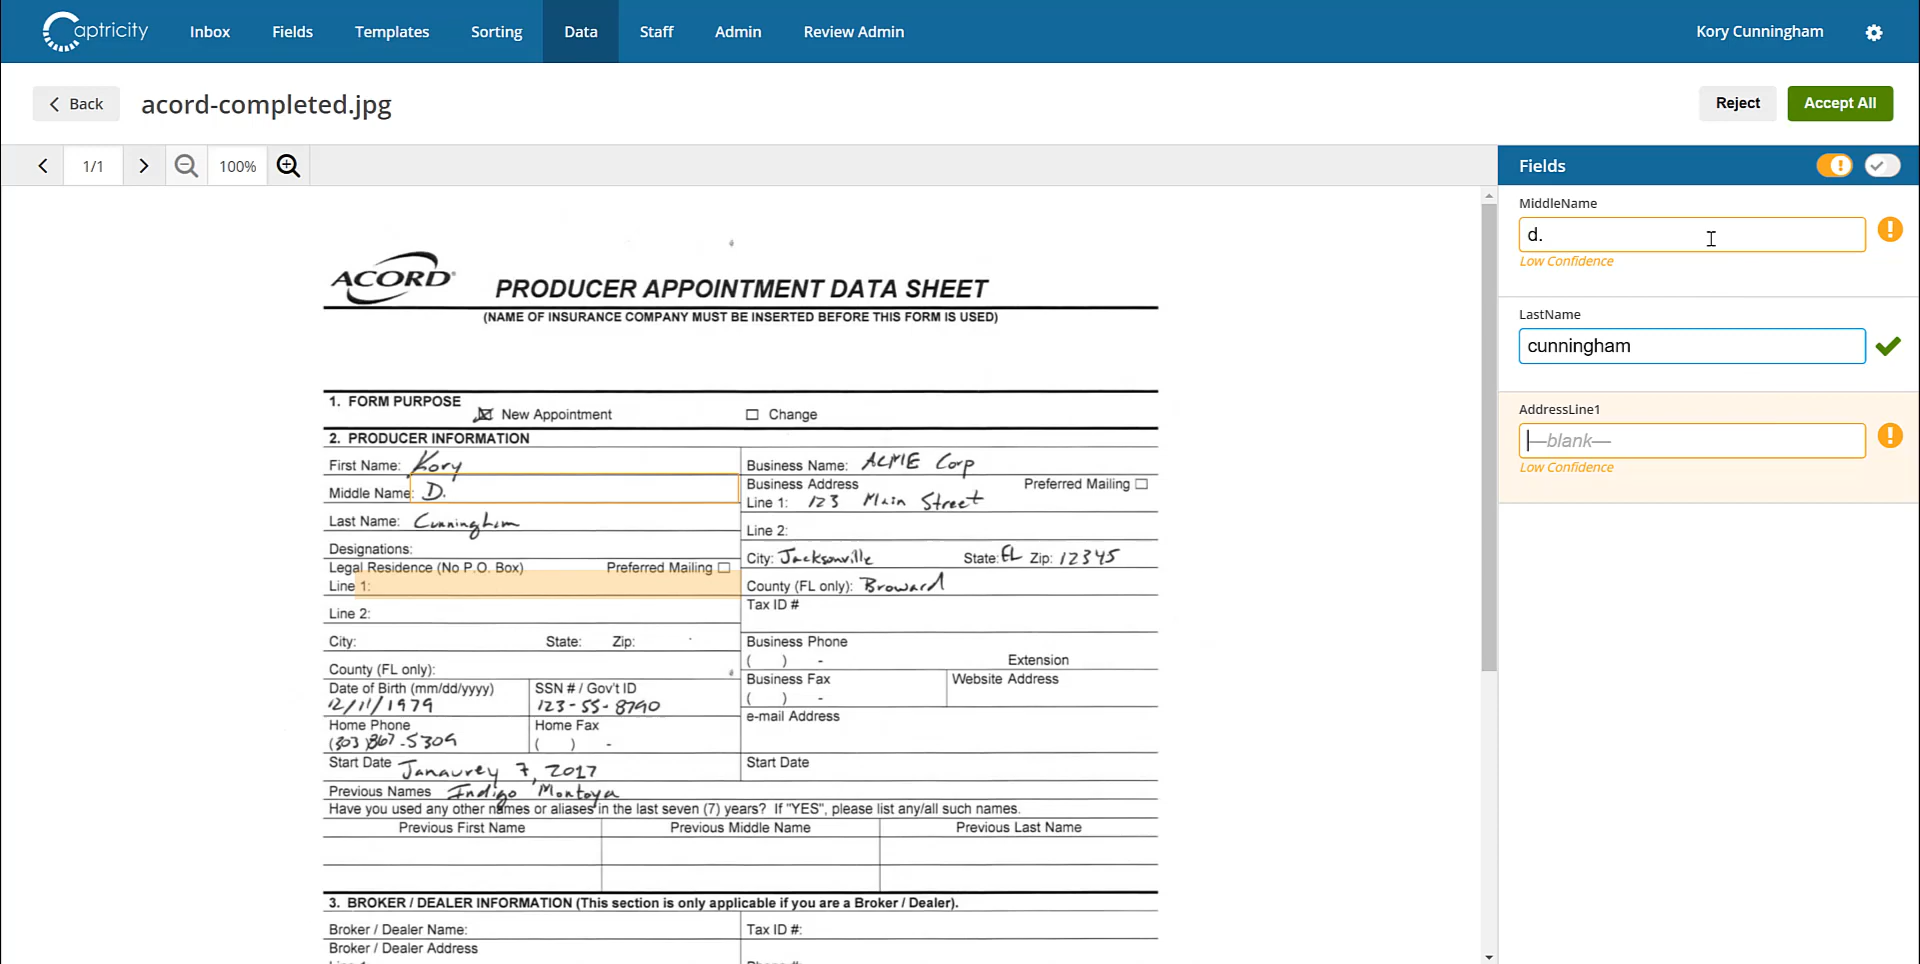 Captricity Inbox Fields Templates Sorting Data Staff Admin Review Admin Kory Cunningham
Back acord-completed.jpg Reject Accept All
1/1 100%
ACORD® PRODUCER APPOINTMENT DATA SHEET
(NAME OF INSURANCE COMPANY MUST BE INSERTED BEFORE THIS FORM IS USED)
1. FORM PURPOSE
New Appointment Change
2. PRODUCER INFORMATION
First Name: Kory
Middle Name: D.
Last Name: Cunningham
Designations:
Legal Residence (No P.O. Box) Preferred Mailing
Line 1:
Line 2:
City: State: Zip:
County (FL only):
Date of Birth (mm/dd/yyyy) SSN # / Gov't ID
12/11/1979 123-55-8790
Home Phone Home Fax
(303) 867-5309 ( ) -
Start Date Janaurey 7, 2017
Previous Names Indigo Montoya
Business Name: ACME Corp
Business Address Preferred Mailing
Line 1: 123 Main Street
Line 2:
City: Jacksonville State: FL Zip: 12345
County (FL only): Broward
Tax ID #
Business Phone
( ) - Extension
Business Fax Website Address
( ) -
e-mail Address
Start Date
Have you used any other names or aliases in the last seven (7) years? If "YES", please list any/all such names.
Previous First Name Previous Middle Name Previous Last Name
3. BROKER / DEALER INFORMATION (This section is only applicable if you are a Broker / Dealer).
Broker / Dealer Name: Tax ID #:
Broker / Dealer Address
Fields
MiddleName
d.
Low Confidence
LastName
cunningham
AddressLine1
—blank—
Low Confidence